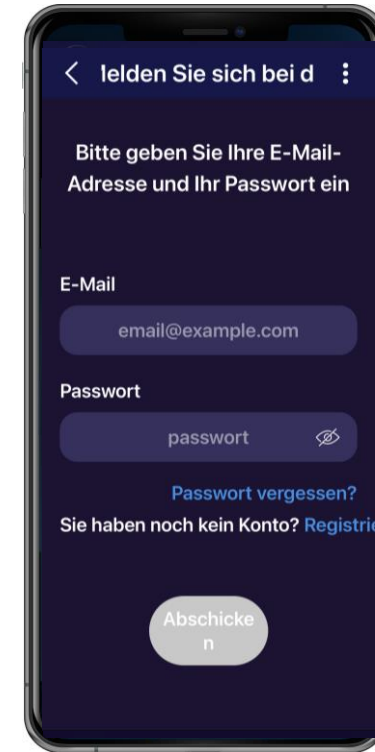 lelden Sie sich bei d
Bitte geben Sie Ihre E-Mail-
Adresse und Ihr Passwort ein
E-Mail
email@example.com
Passwort
passwort
Passwort vergessen?
Sie haben noch kein Konto? Registrie
Abschicke
n